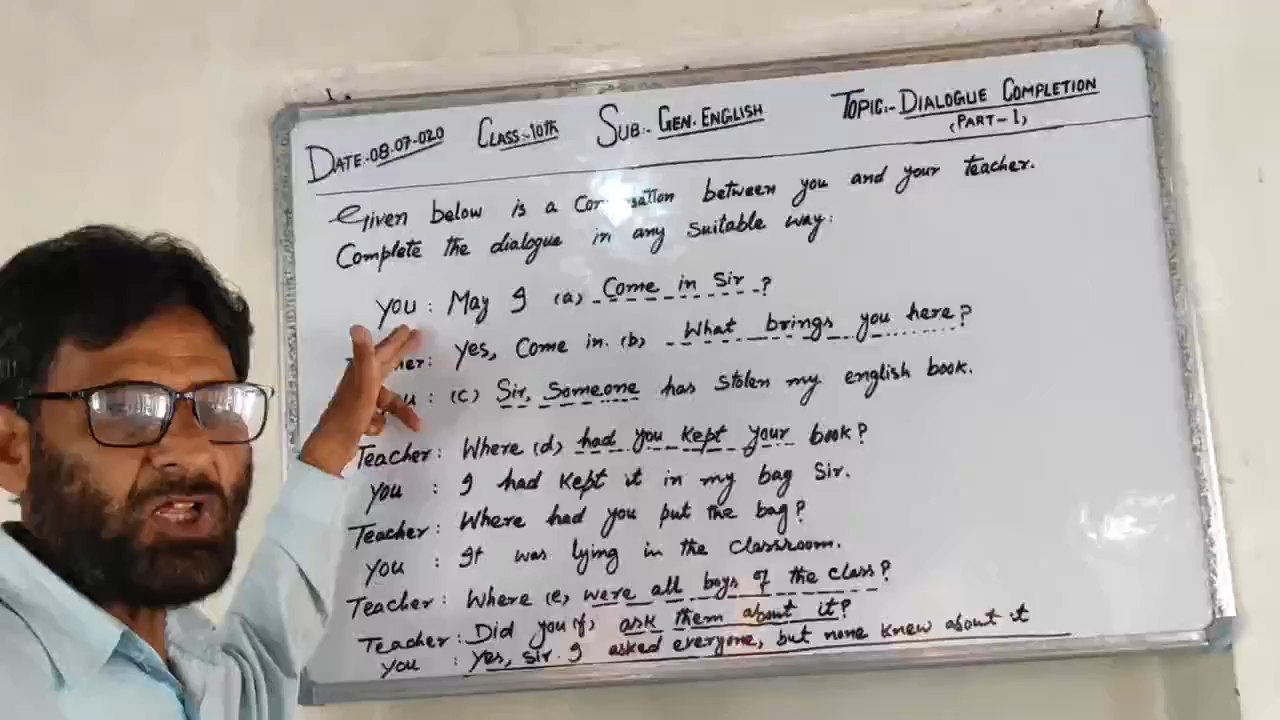 DATE:-08-07-020 CLASS:-10th SUB:- GEN. ENGLISH TOPIC:- DIALOGUE COMPLETION
(PART-1)
Given below is a between you and your teacher.
Complete the dialogue in any suitable way:
you : May I (a) Come in Sir ?
yes, Come in. (b) What brings you here?
(c) Sir, Someone has stolen my english book.
Teacher: Where (d) had you kept your book?
you : I had kept it in my bag Sir.
Teacher: Where had you put the bag?
you : It was lying in the classroom.
Teacher: Where (e) were all boys of the class?
Teacher: Did you (f) ask them about it?
you : yes, sir. I asked everyone, but none knew about it